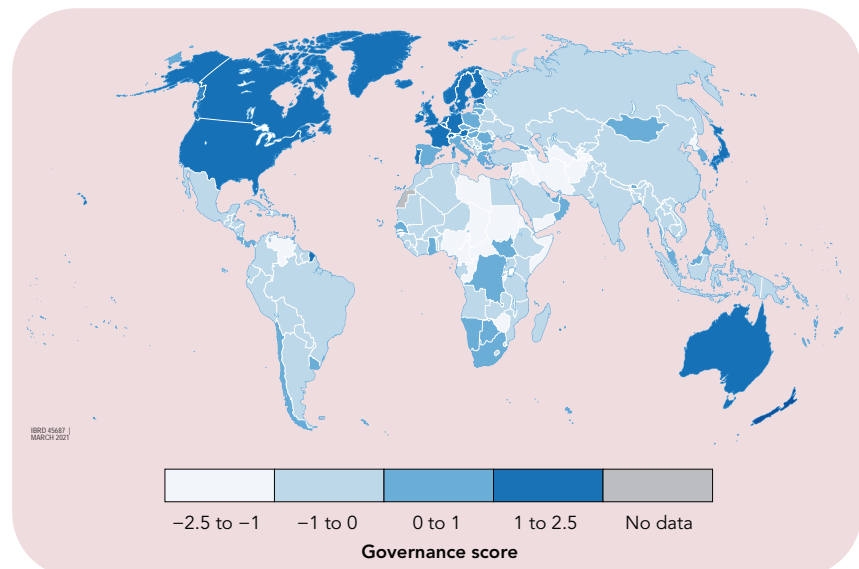 IBRD 45687 |
MARCH 2021
−2.5 to −1
−1 to 0
0 to 1
1 to 2.5
No data
Governance score